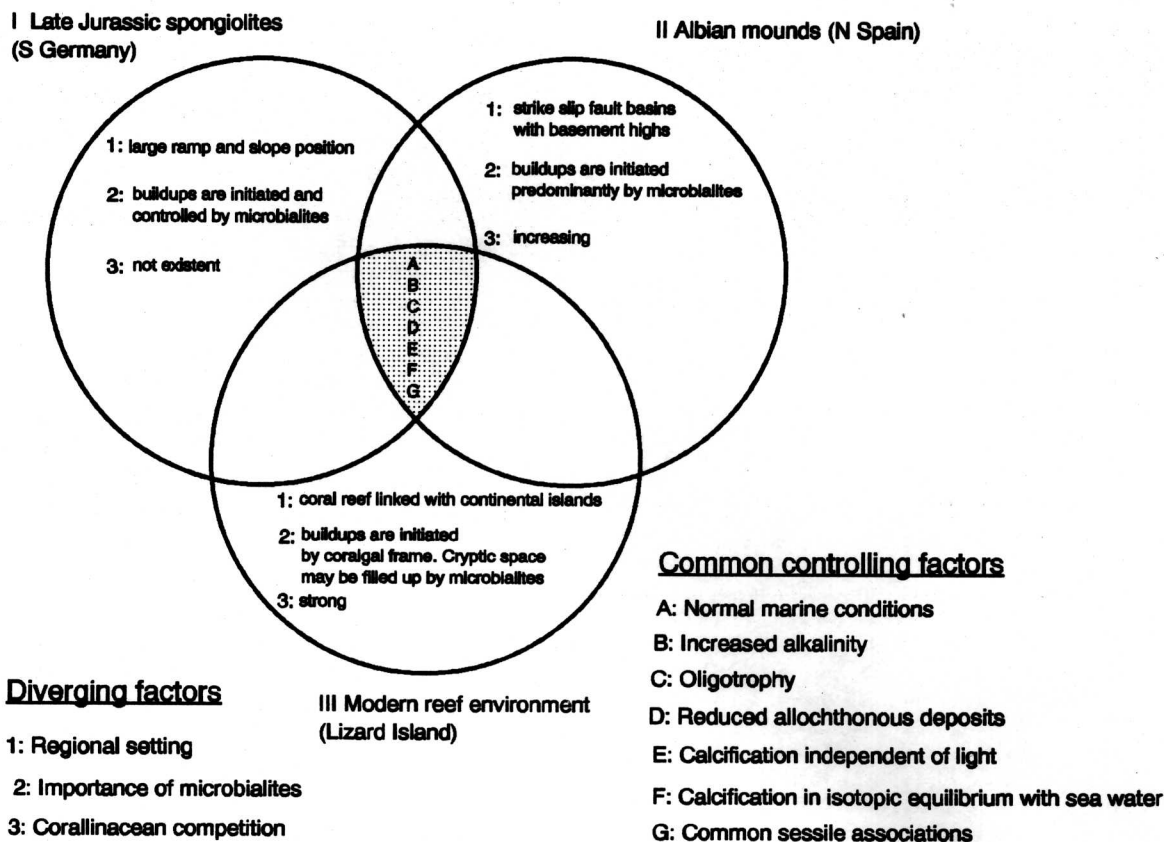 I Late Jurassic spongiolites
(S Germany)
II Albian mounds (N Spain)
1: large ramp and slope position
2: buildups are initiated and
controlled by microbialites
3: not existent
1: strike slip fault basins
with basement highs
2: buildups are initiated
predominantly by microbialites
3: increasing
A
B
C
D
E
F
G
1: coral reef linked with continental islands
2: buildups are initiated
by coralgal frame. Cryptic space
may be filled up by microbialites
3: strong
III Modern reef environment
(Lizard Island)
Diverging factors
1: Regional setting
2: Importance of microbialites
3: Corallinacean competition
Common controlling factors
A: Normal marine conditions
B: Increased alkalinity
C: Oligotrophy
D: Reduced allochthonous deposits
E: Calcification independent of light
F: Calcification in isotopic equilibrium with sea water
G: Common sessile associations